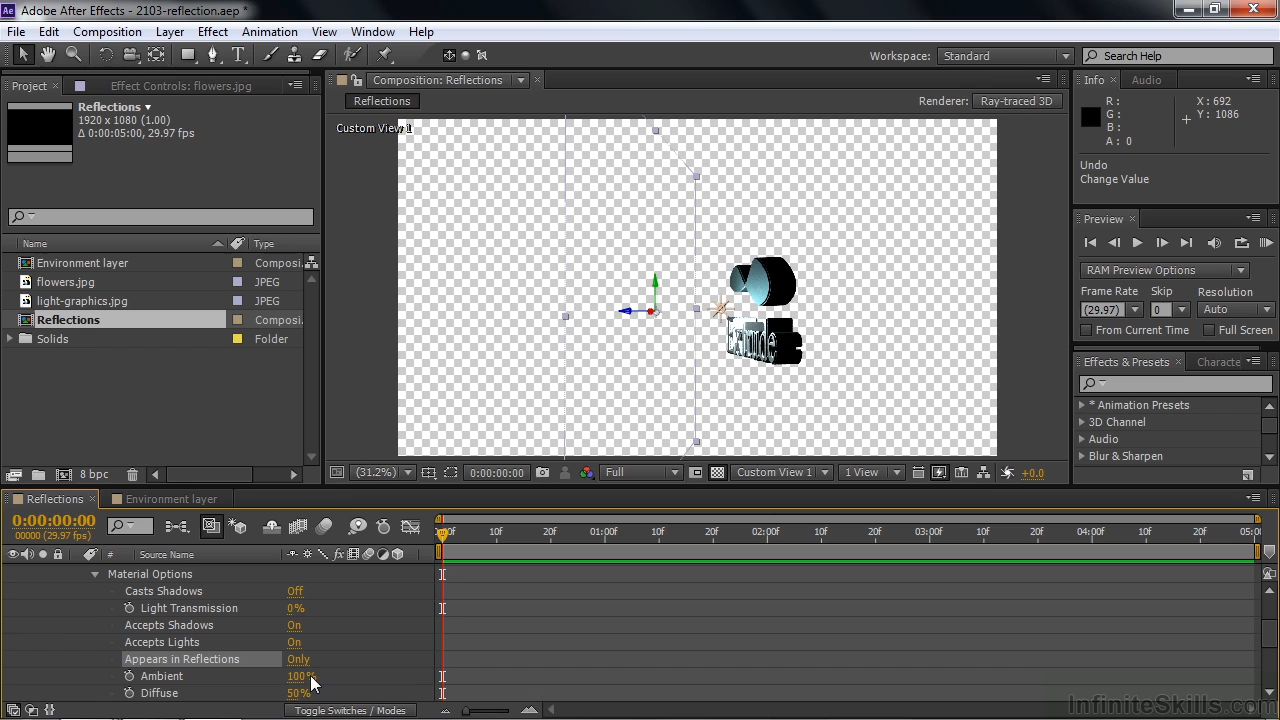 Ae Adobe After Effects - 2103-reflection.aep *
File Edit Composition Layer Effect Animation View Window Help
Workspace: Standard Search Help
Project Effect Controls: flowers.jpg
Reflections
1920 x 1080 (1.00)
Δ 0:00:05:00, 29.97 fps
Name Type
Environment layer Composi
flowers.jpg JPEG
light-graphics.jpg JPEG
Reflections Composi
Solids Folder
8 bpc
Composition: Reflections
Reflections
Renderer: Ray-traced 3D
Custom View 1
(31.2%) 0:00:00:00 Full Custom View 1 1 View +0.0
Info Audio
R :
G :
B :
A : 0
X : 692
Y : 1086
Undo
Change Value
Preview
RAM Preview Options
Frame Rate Skip Resolution
(29.97) 0 Auto
From Current Time Full Screen
Effects & Presets Characte
* Animation Presets
3D Channel
Audio
Blur & Sharpen
Reflections Environment layer
0:00:00:00
00000 (29.97 fps)
# Source Name
00f 10f 20f 01:00f 10f 20f 02:00f 10f 20f 03:00f 10f 20f 04:00f 10f 20f 05:00
Material Options
Casts Shadows Off
Light Transmission 0%
Accepts Shadows On
Accepts Lights On
Appears in Reflections Only
Ambient 100%
Diffuse 50%
Toggle Switches / Modes
InfiniteSkills.com